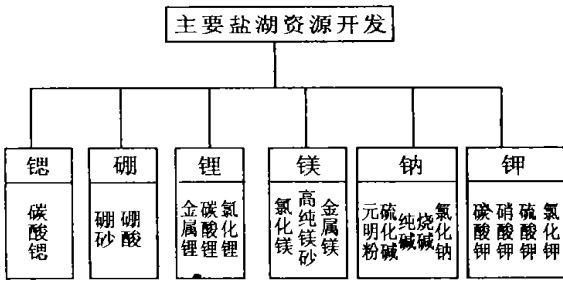 主要盐湖资源开发
锶
碳酸锶
硼
硼砂
硼酸
锂
金属锂
碳酸锂
氯化锂
镁
氯化镁
高纯镁砂
金属镁
钠
元明粉
硫化碱
纯碱
烧碱
氯化钠
钾
碳酸钾
硝酸钾
硫酸钾
氯化钾